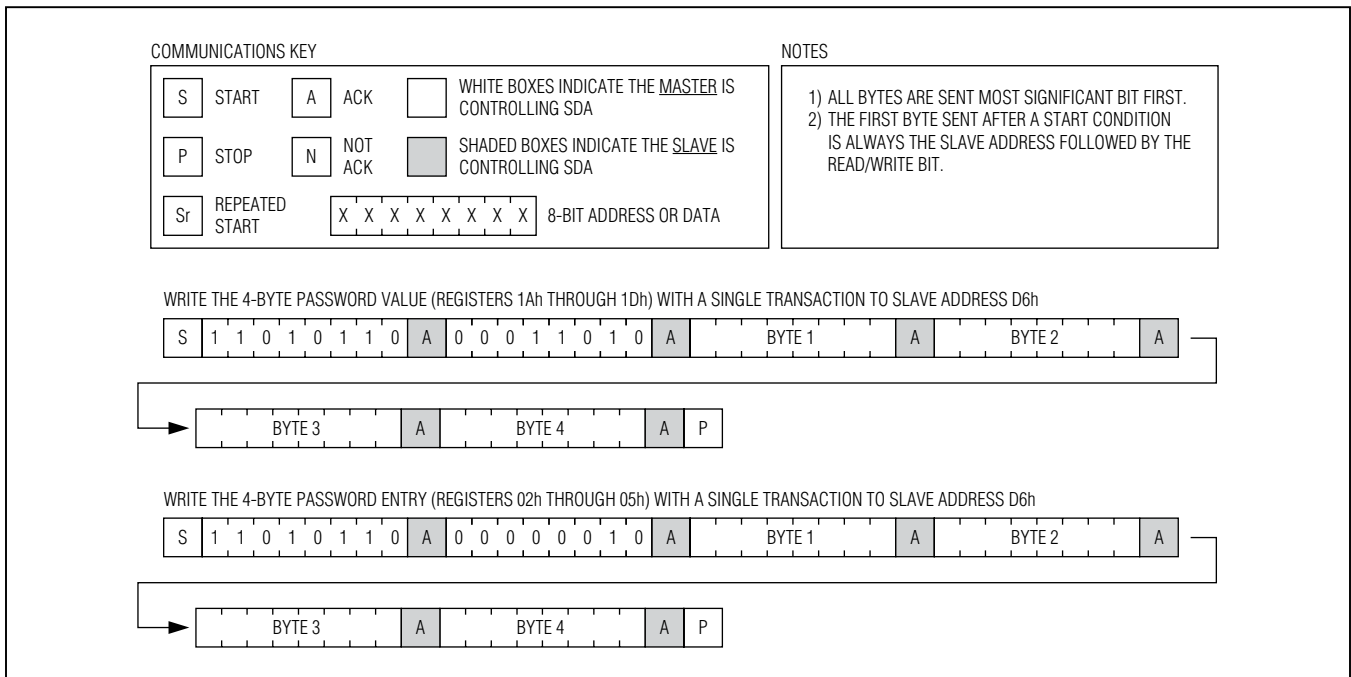 COMMUNICATIONS KEY
S START A ACK WHITE BOXES INDICATE THE MASTER IS
CONTROLLING SDA
P STOP N NOT
ACK
SHADED BOXES INDICATE THE SLAVE IS
CONTROLLING SDA
Sr REPEATED
START
X X X X X X X X 8-BIT ADDRESS OR DATA
NOTES
1) ALL BYTES ARE SENT MOST SIGNIFICANT BIT FIRST.
2) THE FIRST BYTE SENT AFTER A START CONDITION
IS ALWAYS THE SLAVE ADDRESS FOLLOWED BY THE
READ/WRITE BIT.
WRITE THE 4-BYTE PASSWORD VALUE (REGISTERS 1Ah THROUGH 1Dh) WITH A SINGLE TRANSACTION TO SLAVE ADDRESS D6h
S 1 1 0 1 0 1 1 0 A 0 0 0 1 1 0 1 0 A BYTE 1 A BYTE 2 A
BYTE 3 A BYTE 4 A P
WRITE THE 4-BYTE PASSWORD ENTRY (REGISTERS 02h THROUGH 05h) WITH A SINGLE TRANSACTION TO SLAVE ADDRESS D6h
S 1 1 0 1 0 1 1 0 A 0 0 0 0 0 0 1 0 A BYTE 1 A BYTE 2 A
BYTE 3 A BYTE 4 A P